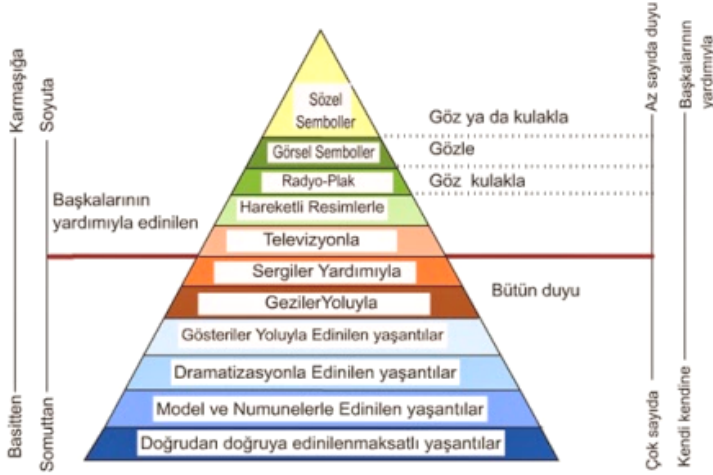 Karmaşığa
Soyuta
Basitten
Somuttan
Başkalarının
yardımıyla edinilen
Sözel
Semboller
Görsel Semboller
Radyo-Plak
Hareketli Resimlerle
Televizyonla
Sergiler Yardımıyla
GezilerYoluyla
Gösteriler Yoluyla Edinilen yaşantılar
Dramatizasyonla Edinilen yaşantılar
Model ve Numunelerle Edinilen yaşantılar
Doğrudan doğruya edinilenmaksatlı yaşantılar
Göz ya da kulakla
Gözle
Göz kulakla
Bütün duyu
Az sayıda duyu
Çok sayıda
Başkalarının
yardımıyla
Kendi kendine